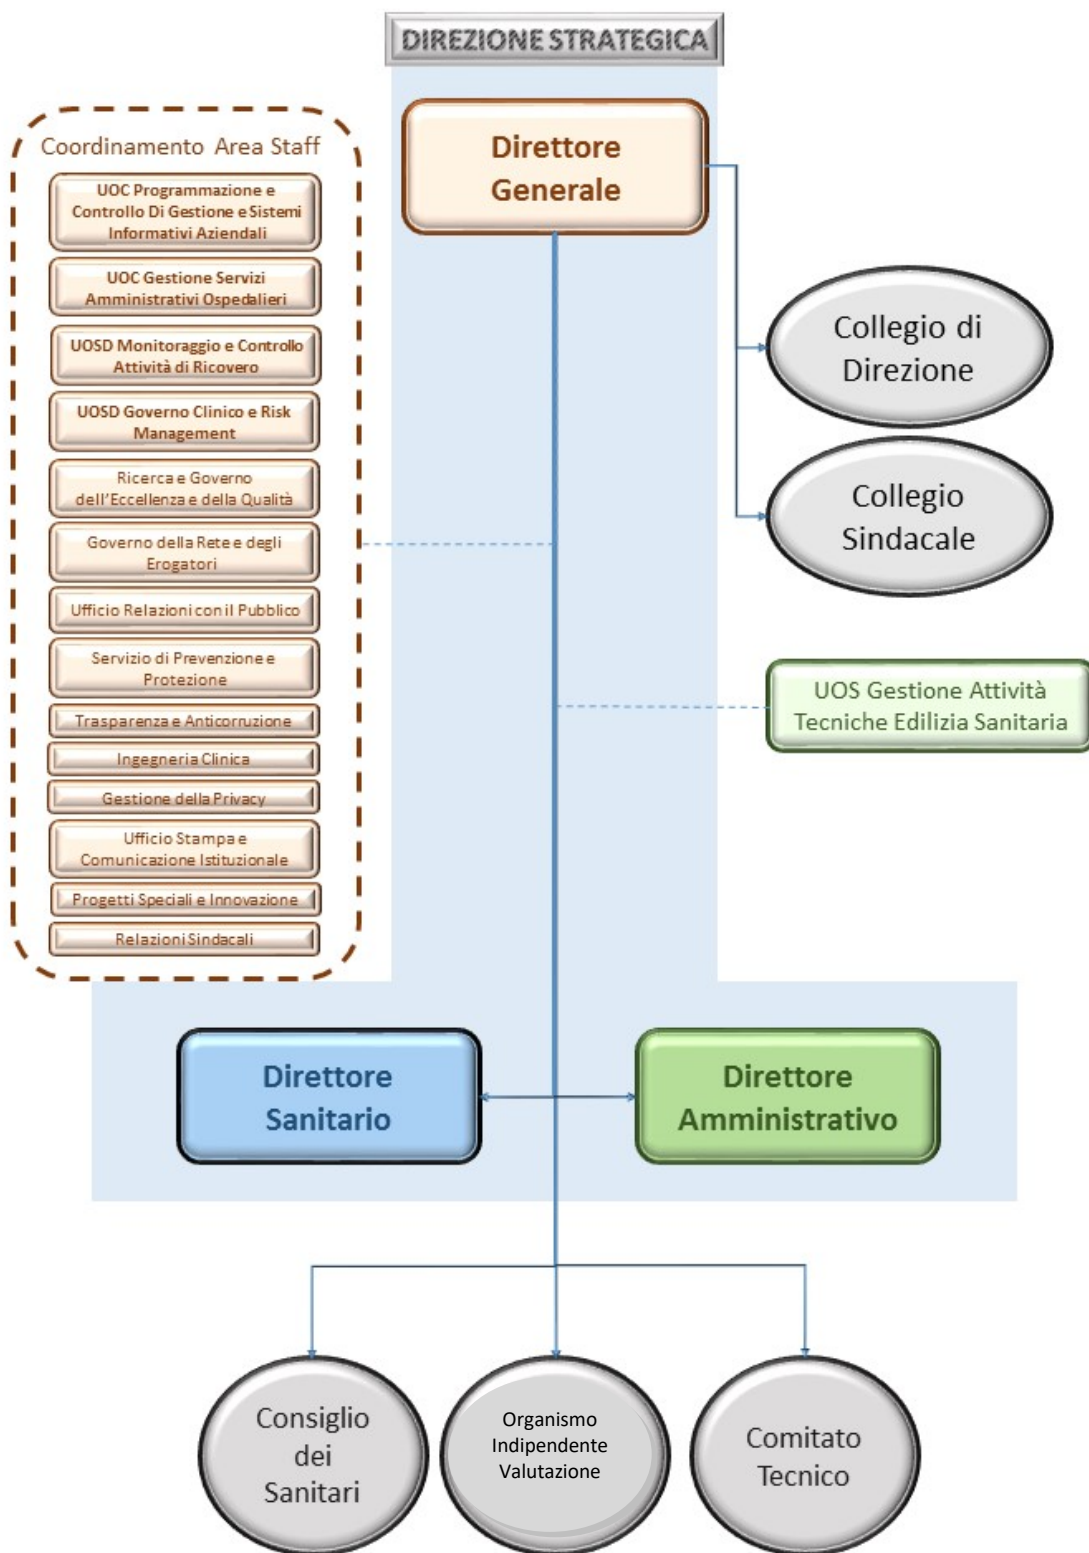 DIREZIONE STRATEGICA
Direttore
Generale
Coordinamento Area Staff
UOC Programmazione e
Controllo Di Gestione e Sistemi
Informativi Aziendali
UOC Gestione Servizi
Amministrativi Ospedalieri
UOSD Monitoraggio e Controllo
Attività di Ricovero
UOSD Governo Clinico e Risk
Management
Ricerca e Governo
dell'Eccellenza e della Qualità
Governo della Rete e degli
Erogatori
Ufficio Relazioni con il Pubblico
Servizio di Prevenzione e
Protezione
Trasparenza e Anticorruzione
Ingegneria Clinica
Gestione della Privacy
Ufficio Stampa e
Comunicazione Istituzionale
Progetti Speciali e Innovazione
Relazioni Sindacali
Collegio di
Direzione
Collegio
Sindacale
UOS Gestione Attività
Tecniche Edilizia Sanitaria
Direttore
Sanitario
Direttore
Amministrativo
Consiglio
dei
Sanitari
Organismo
Indipendente
Valutazione
Comitato
Tecnico